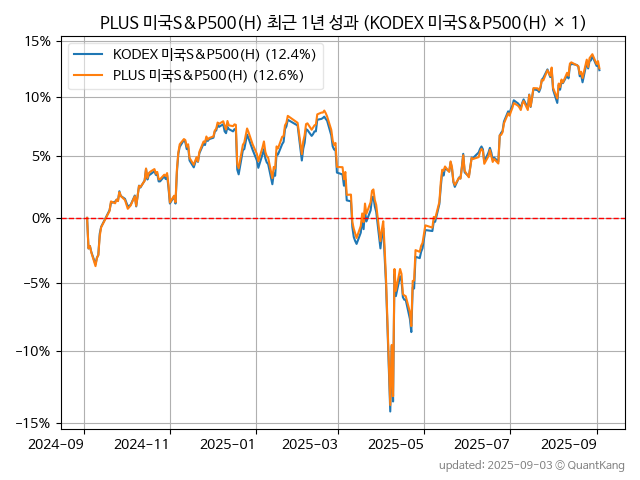 PLUS 미국S&P500(H) 최근 1년 성과 (KODEX 미국S&P500(H) × 1)
KODEX 미국S&P500(H) (12.4%)
PLUS 미국S&P500(H) (12.6%)
15%
10%
5%
0%
−5%
−10%
−15%
2024-09 2024-11 2025-01 2025-03 2025-05 2025-07 2025-09
updated: 2025-09-03 © QuantKang